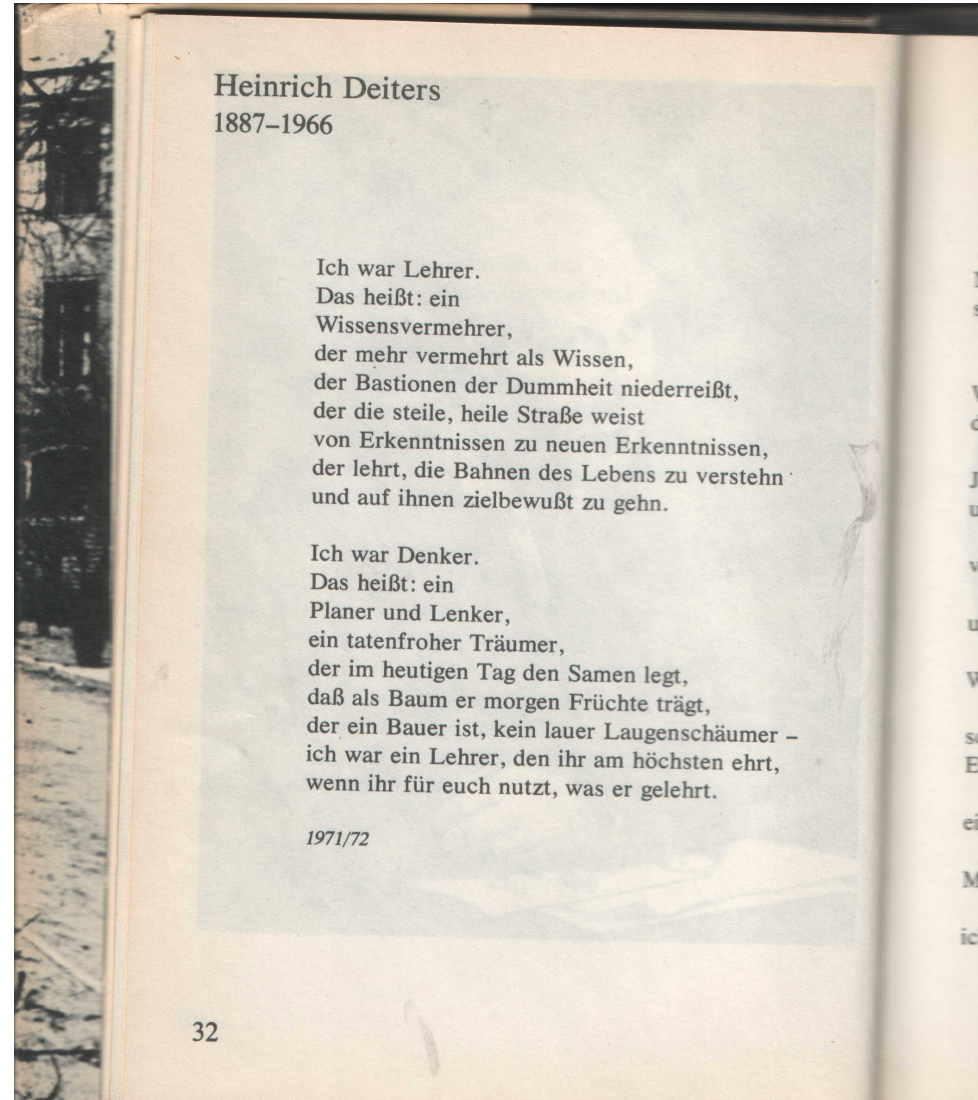 Heinrich Deiters
1887–1966
Ich war Lehrer.
Das heißt: ein
Wissensvermehrer,
der mehr vermehrt als Wissen,
der Bastionen der Dummheit niederreißt,
der die steile, heile Straße weist
von Erkenntnissen zu neuen Erkenntnissen,
der lehrt, die Bahnen des Lebens zu verstehn
und auf ihnen zielbewußt zu gehn.
Ich war Denker.
Das heißt: ein
Planer und Lenker,
ein tatenfroher Träumer,
der im heutigen Tag den Samen legt,
daß als Baum er morgen Früchte trägt,
der ein Bauer ist, kein lauer Laugenschäumer –
ich war ein Lehrer, den ihr am höchsten ehrt,
wenn ihr für euch nutzt, was er gelehrt.
1971/72
32